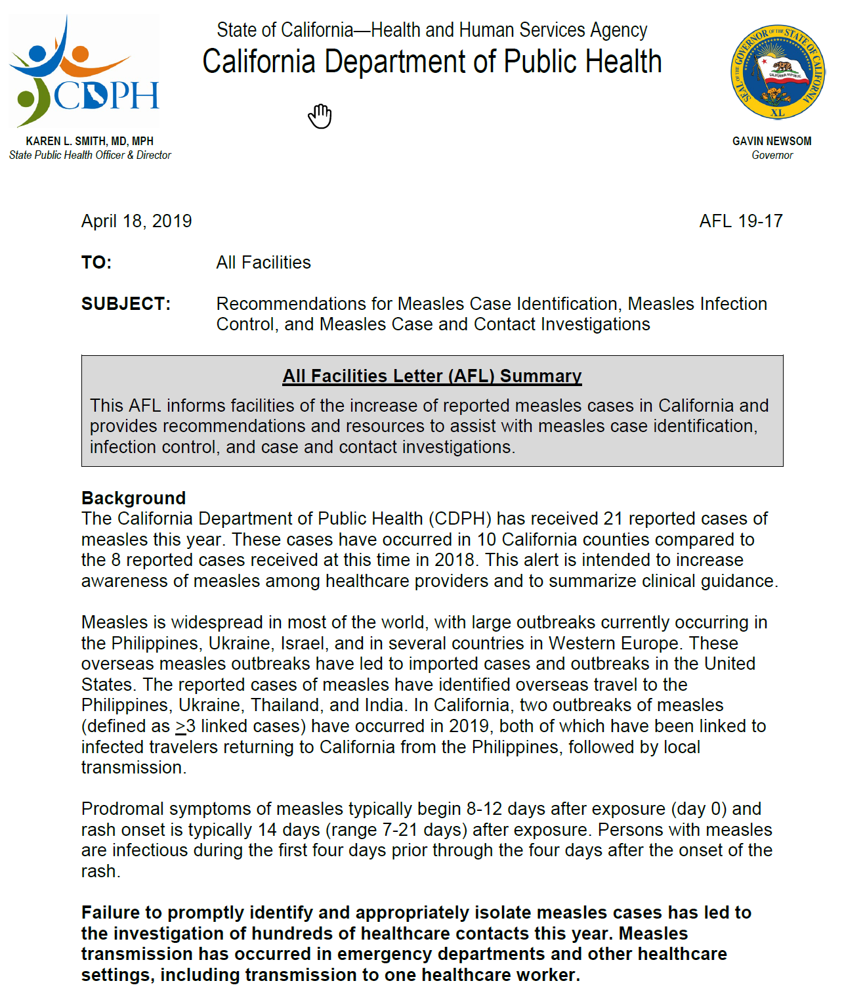 State of California—Health and Human Services Agency
California Department of Public Health
CDPH
SEAL OF THE GOVERNOR OF THE STATE OF CALIFORNIA
CALIFORNIA REPUBLIC
XL
KAREN L. SMITH, MD, MPH
State Public Health Officer & Director
GAVIN NEWSOM
Governor
April 18, 2019 AFL 19-17
TO: All Facilities
SUBJECT: Recommendations for Measles Case Identification, Measles Infection
Control, and Measles Case and Contact Investigations
All Facilities Letter (AFL) Summary
This AFL informs facilities of the increase of reported measles cases in California and
provides recommendations and resources to assist with measles case identification,
infection control, and case and contact investigations.
Background
The California Department of Public Health (CDPH) has received 21 reported cases of
measles this year. These cases have occurred in 10 California counties compared to
the 8 reported cases received at this time in 2018. This alert is intended to increase
awareness of measles among healthcare providers and to summarize clinical guidance.
Measles is widespread in most of the world, with large outbreaks currently occurring in
the Philippines, Ukraine, Israel, and in several countries in Western Europe. These
overseas measles outbreaks have led to imported cases and outbreaks in the United
States. The reported cases of measles have identified overseas travel to the
Philippines, Ukraine, Thailand, and India. In California, two outbreaks of measles
(defined as >3 linked cases) have occurred in 2019, both of which have been linked to
infected travelers returning to California from the Philippines, followed by local
transmission.
Prodromal symptoms of measles typically begin 8-12 days after exposure (day 0) and
rash onset is typically 14 days (range 7-21 days) after exposure. Persons with measles
are infectious during the first four days prior through the four days after the onset of the
rash.
Failure to promptly identify and appropriately isolate measles cases has led to
the investigation of hundreds of healthcare contacts this year. Measles
transmission has occurred in emergency departments and other healthcare
settings, including transmission to one healthcare worker.